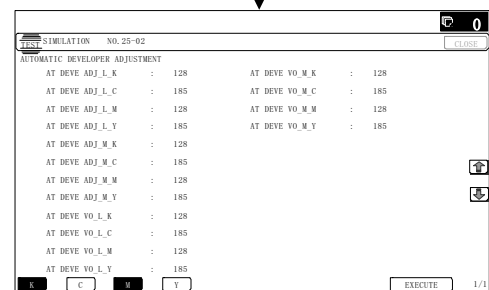 0
TEST SIMULATION NO.25-02
CLOSE
AUTOMATIC DEVELOPER ADJUSTMENT
AT DEVE ADJ_L_K : 128 AT DEVE VO_M_K : 128
AT DEVE ADJ_L_C : 185 AT DEVE VO_M_C : 185
AT DEVE ADJ_L_M : 128 AT DEVE VO_M_M : 128
AT DEVE ADJ_L_Y : 185 AT DEVE VO_M_Y : 185
AT DEVE ADJ_M_K : 128
AT DEVE ADJ_M_C : 185
AT DEVE ADJ_M_M : 128
AT DEVE ADJ_M_Y : 185
AT DEVE VO_L_K : 128
AT DEVE VO_L_C : 185
AT DEVE VO_L_M : 128
AT DEVE VO_L_Y : 185
K C M Y EXECUTE 1/1